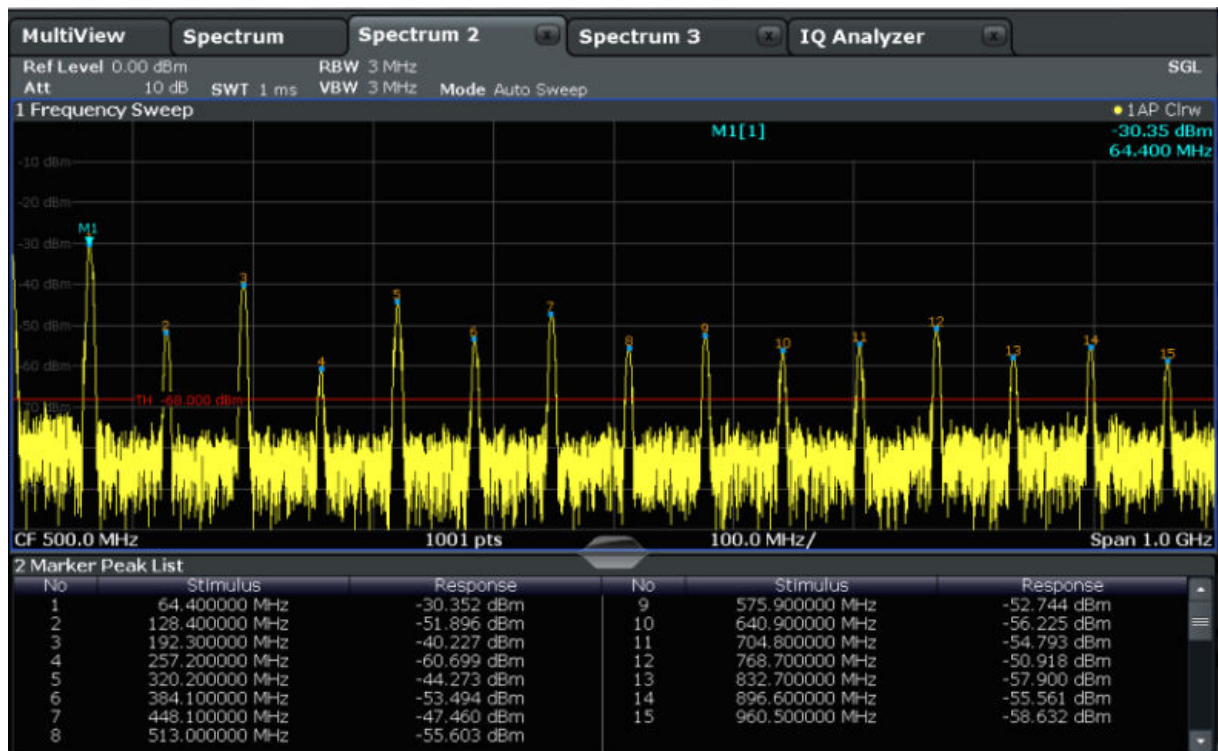 MultiView Spectrum Spectrum 2 x Spectrum 3 x IQ Analyzer x
Ref Level 0.00 dBm RBW 3 MHz SGL
Att 10 dB SWT 1 ms VBW 3 MHz Mode Auto Sweep
1 Frequency Sweep 1AP Clrw
M1[1] -30.35 dBm
64.400 MHz
-10 dBm
-20 dBm
M1
-30 dBm
3
-40 dBm
5
7
-50 dBm
2 6 8 9 10 11 12 13 14 15
4
-60 dBm
TH -68.000 dBm
-70 dBm
CF 500.0 MHz 1001 pts 100.0 MHz/ Span 1.0 GHz
2 Marker Peak List
No Stimulus Response No Stimulus Response
1 64.400000 MHz -30.352 dBm 9 575.900000 MHz -52.744 dBm
2 128.400000 MHz -51.896 dBm 10 640.900000 MHz -56.225 dBm
3 192.300000 MHz -40.227 dBm 11 704.800000 MHz -54.793 dBm
4 257.200000 MHz -60.699 dBm 12 768.700000 MHz -50.918 dBm
5 320.200000 MHz -44.273 dBm 13 832.700000 MHz -57.900 dBm
6 384.100000 MHz -53.494 dBm 14 896.600000 MHz -55.561 dBm
7 448.100000 MHz -47.460 dBm 15 960.500000 MHz -58.632 dBm
8 513.000000 MHz -55.603 dBm